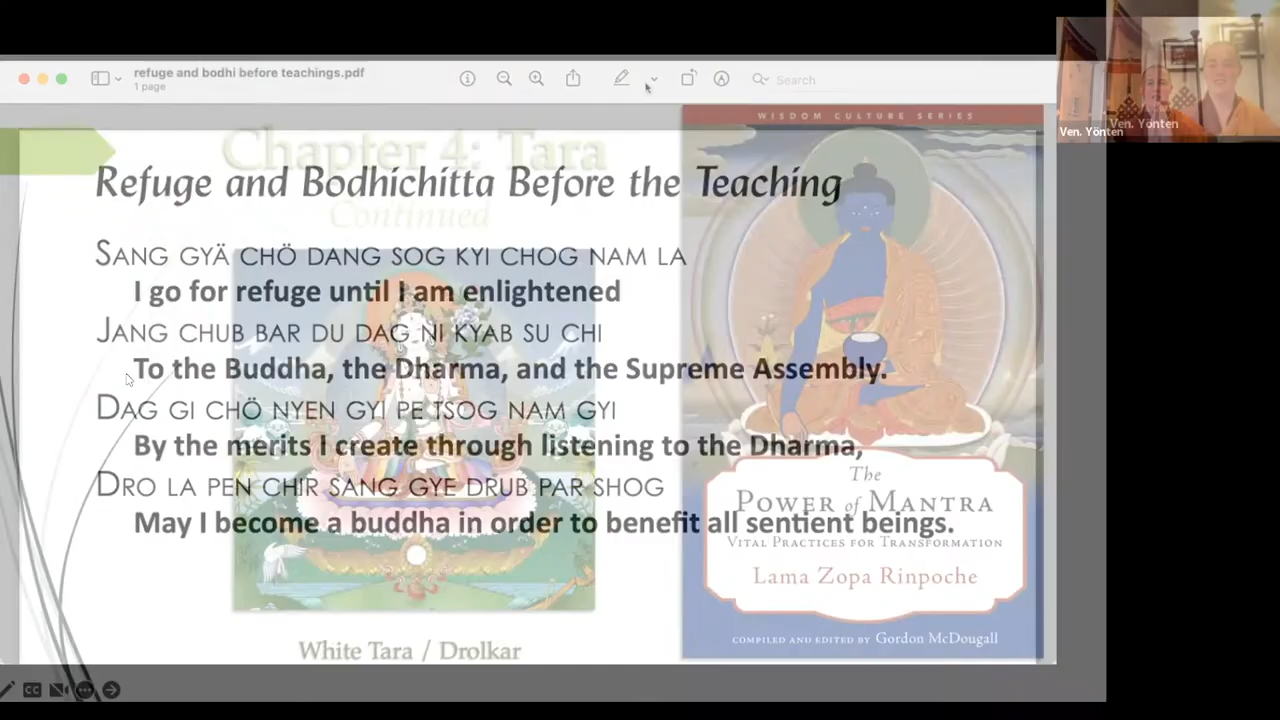 refuge and bodhi before teachings.pdf
1 page
Search
Ven. Yönten
Ven. Yönten
WISDOM CULTURE SERIES
Chapter 4: Tara
Continued
Refuge and Bodhichitta Before the Teaching
SANG GYÄ CHÖ DANG SOG KYI CHOG NAM LA
I go for refuge until I am enlightened
JANG CHUB BAR DU DAG NI KYAB SU CHI
To the Buddha, the Dharma, and the Supreme Assembly.
DAG GI CHÖ NYEN GYI PE TSOG NAM GYI
By the merits I create through listening to the Dharma,
DRO LA PEN CHIR SANG GYE DRUB PAR SHOG
May I become a buddha in order to benefit all sentient beings.
The
POWER of MANTRA
VITAL PRACTICES FOR TRANSFORMATION
Lama Zopa Rinpoche
COMPILED AND EDITED BY Gordon McDougall
White Tara / Drolkar
CC